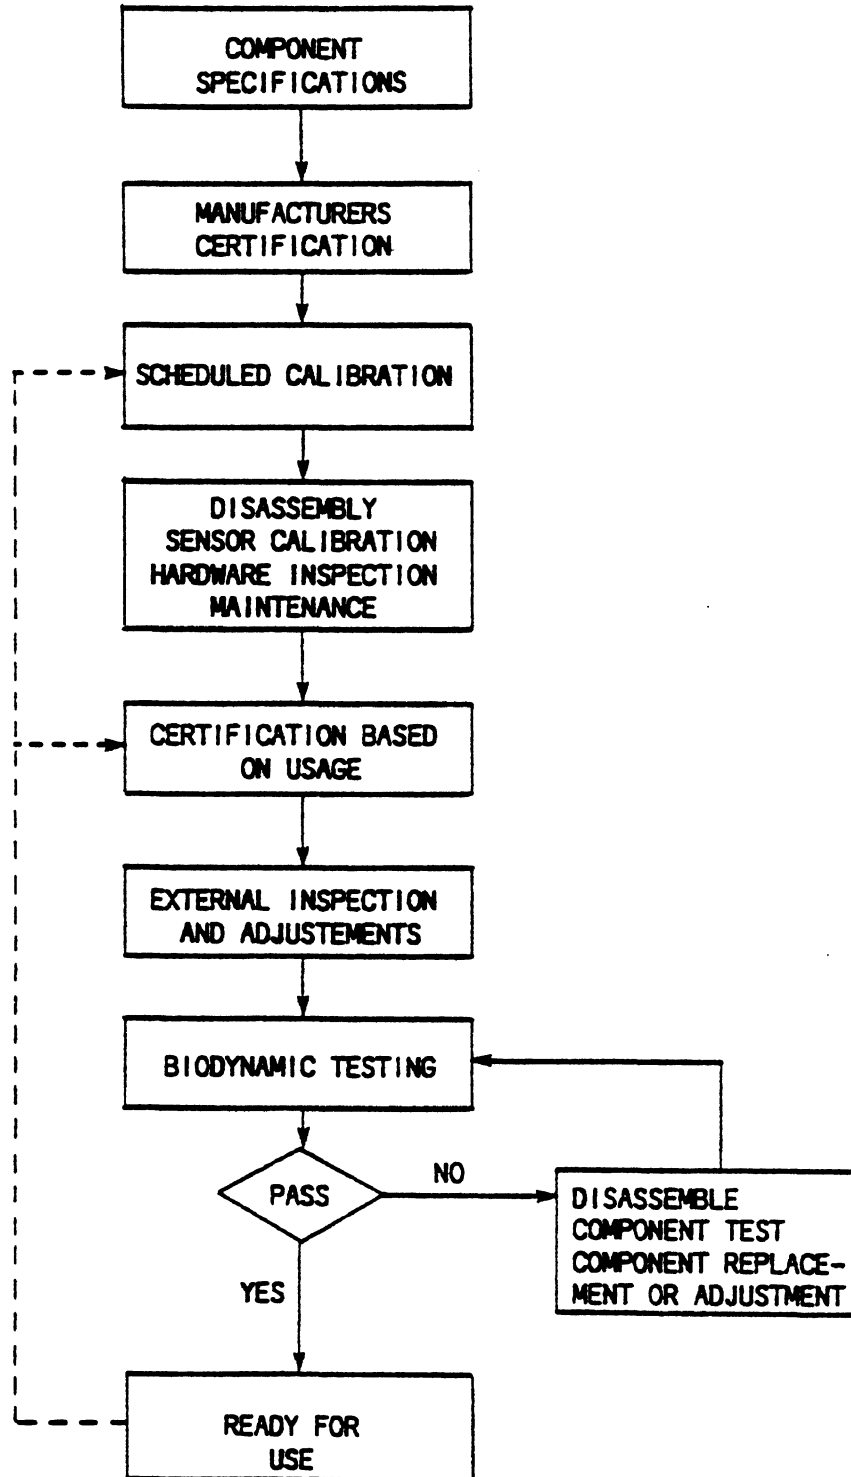 COMPONENT
SPECIFICATIONS
MANUFACTURERS
CERTIFICATION
SCHEDULED CALIBRATION
DISASSEMBLY
SENSOR CALIBRATION
HARDWARE INSPECTION
MAINTENANCE
CERTIFICATION BASED
ON USAGE
EXTERNAL INSPECTION
AND ADJUSTEMENTS
BIODYNAMIC TESTING
PASS
NO
DISASSEMBLE
COMPONENT TEST
COMPONENT REPLACE-
MENT OR ADJUSTMENT
YES
READY FOR
USE